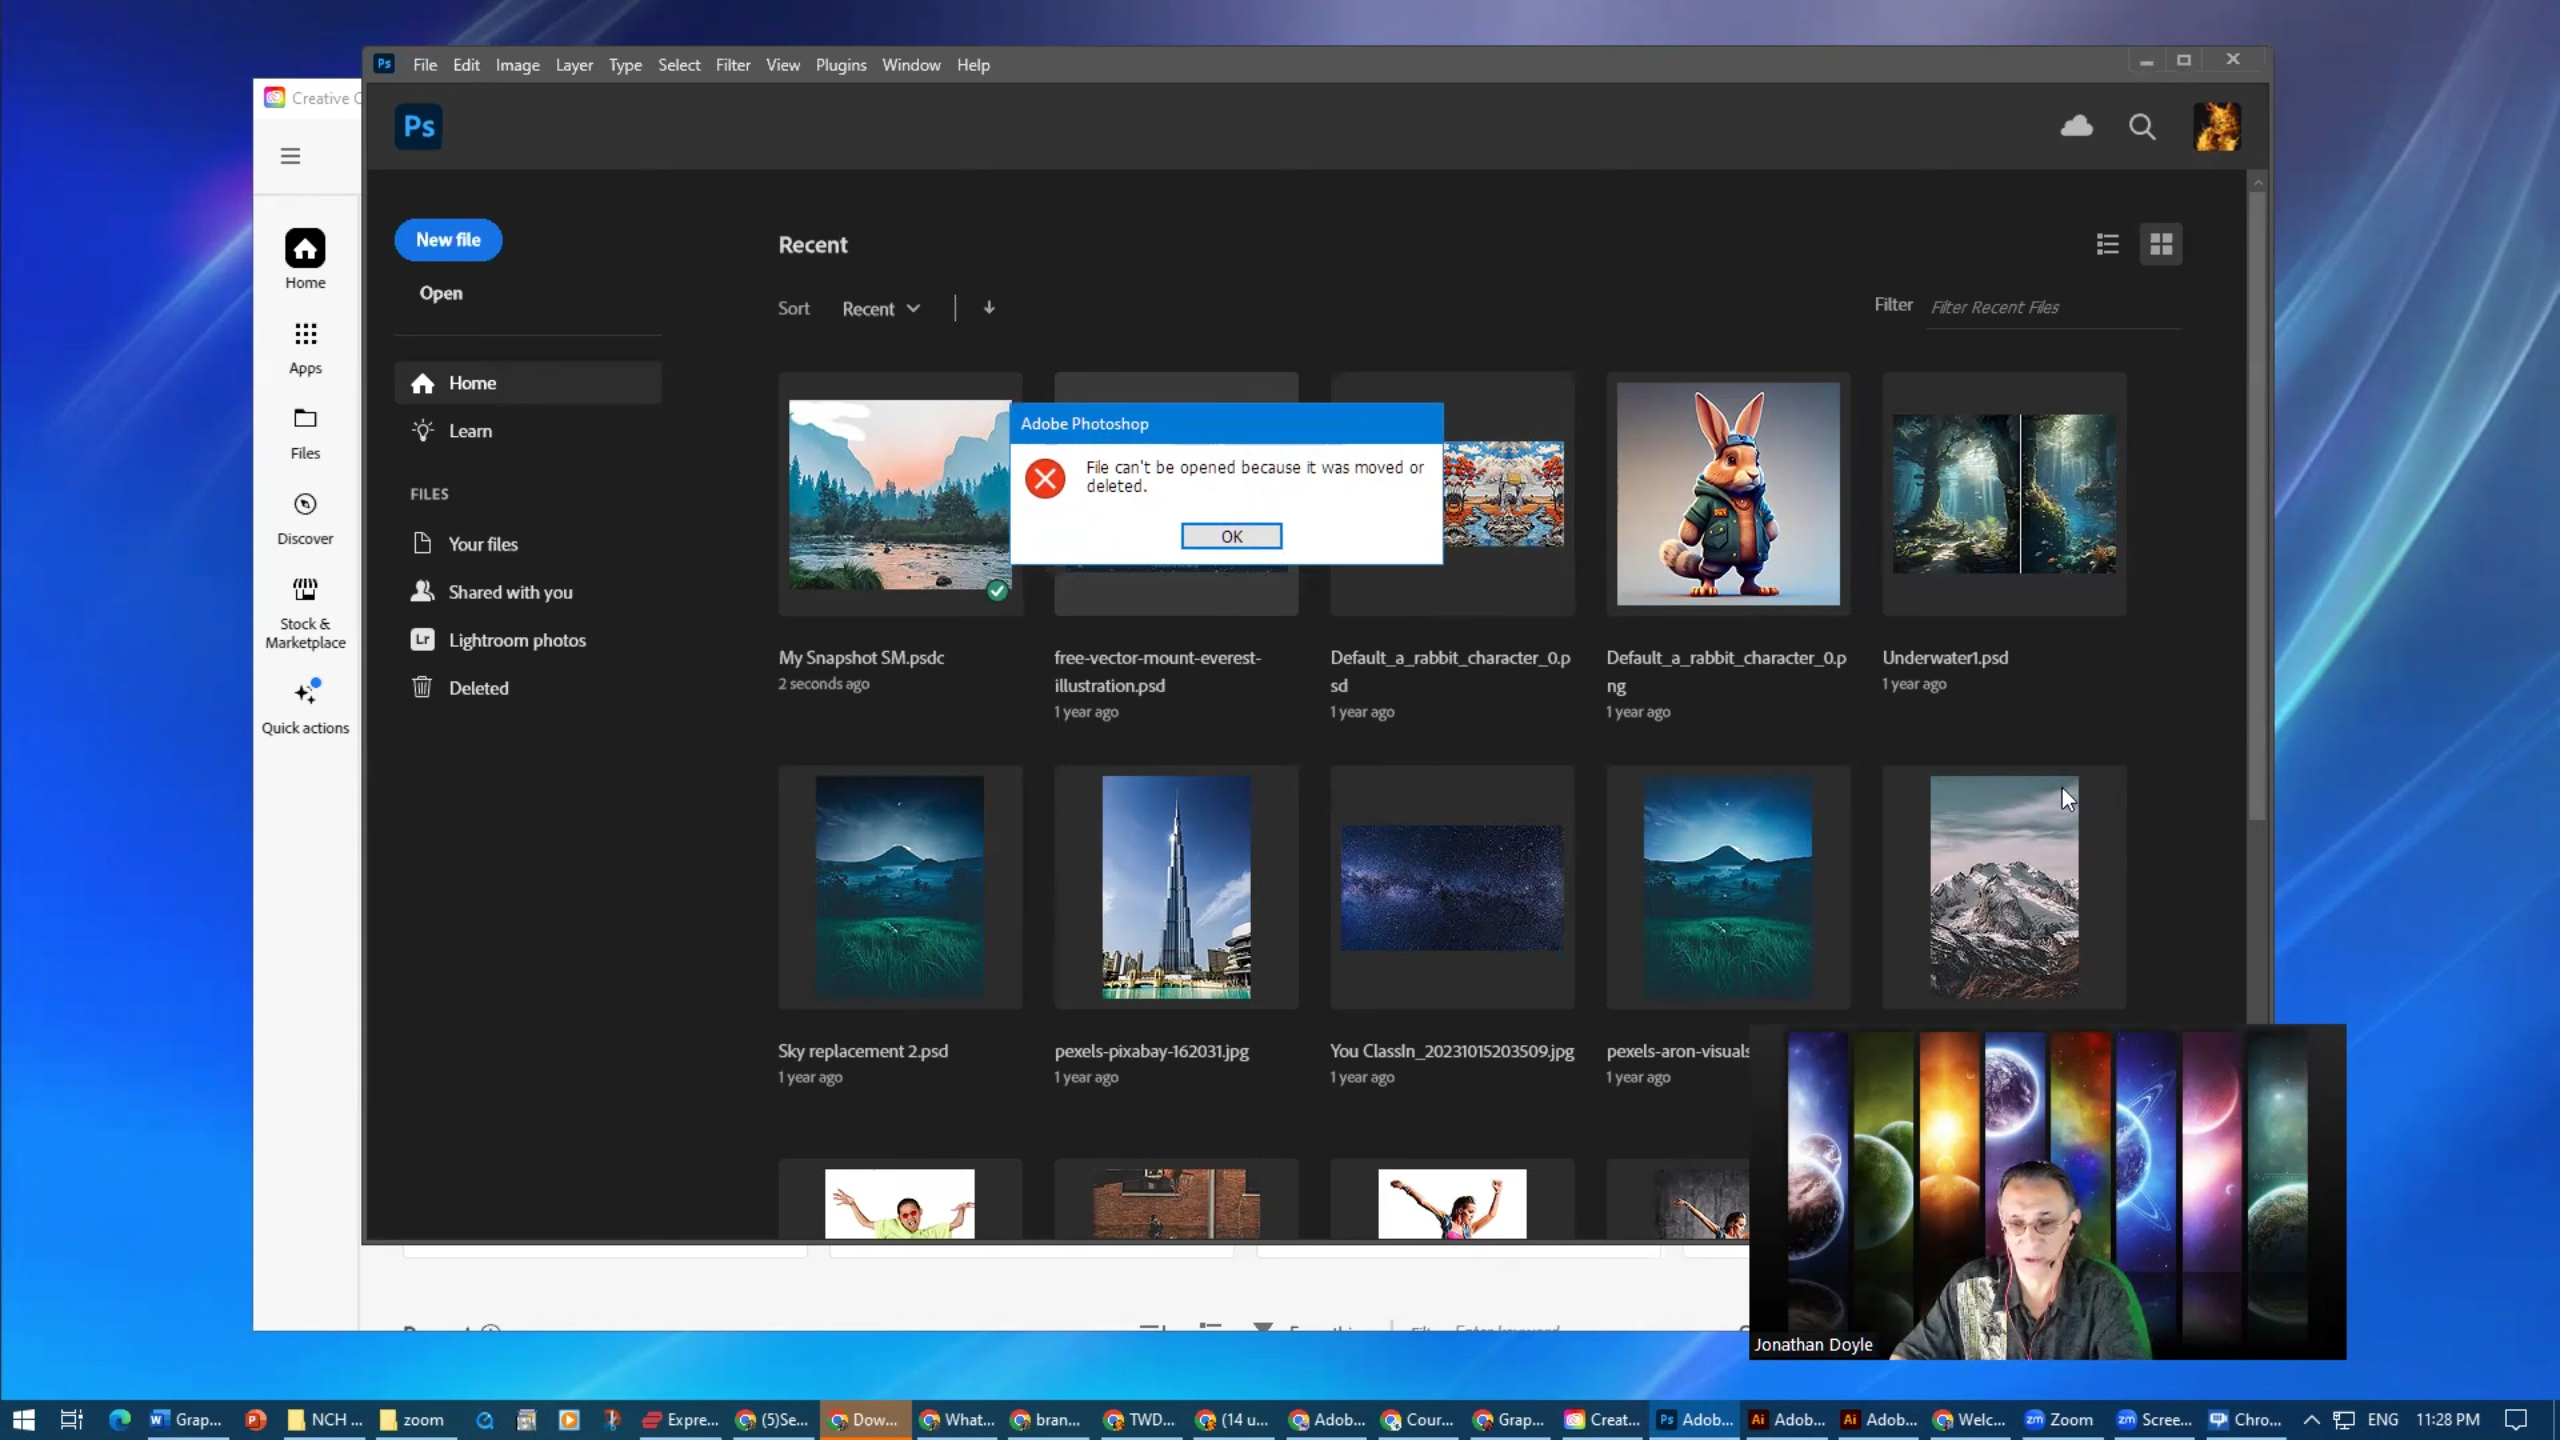 Ps File Edit Image Layer Type Select Filter View Plugins Window Help
Creative
Ps
Home
Apps
Files
Discover
Stock &
Marketplace
Quick actions
New file
Open
Home
Learn
FILES
Your files
Shared with you
Lr Lightroom photos
Deleted
Recent
Sort Recent
Filter Filter Recent Files
Adobe Photoshop
File can't be opened because it was moved or
deleted.
OK
My Snapshot SM.psdc
2 seconds ago
free-vector-mount-everest-
illustration.psd
1 year ago
Default_a_rabbit_character_0.p
sd
1 year ago
Default_a_rabbit_character_0.p
ng
1 year ago
Underwater1.psd
1 year ago
Sky replacement 2.psd
1 year ago
pexels-pixabay-162031.jpg
1 year ago
You ClassIn_20231015203509.jpg
1 year ago
pexels-aron-visuals
1 year ago
Jonathan Doyle
Grap... NCH ... zoom Expre... (5)Se... Dow... What... bran... TWD... (14 u... Adob... Cour... Grap... Creat... Ps Adob... Ai Adob... Ai Adob... Welc... zm Zoom zm Scree... Chro... ENG 11:28 PM